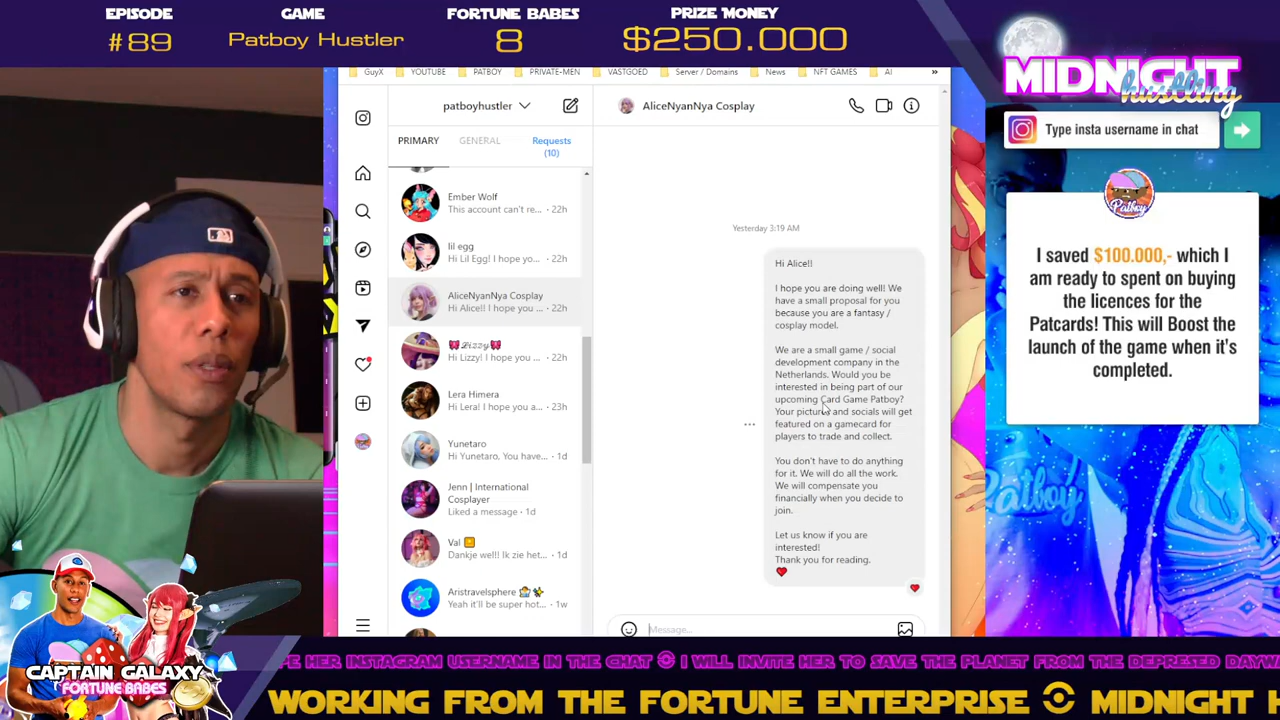 EPISODE
#89
GAME
Patboy Hustler
FORTUNE BABES
8
PRIZE MONEY
$250.000
MIDNIGHT
hustling
GuyX
YOUTUBE
PATBOY
PRIVATE-MEN
VASTGOED
Server / Domains
News
NFT GAMES
AI
»
patboyhustler
PRIMARY
GENERAL
Requests
(10)
Ember Wolf
This account can't re... · 22h
lil egg
Hi Lil Egg! I hope yo... · 22h
AliceNyanNya Cosplay
Hi Alice!! I hope you ... · 22h
🎀 𝓛𝓲𝔃𝔃𝔂 🎀
Hi Lizzy! I hope you ... · 22h
Lera Himera
Hi Lera! I hope you a... · 23h
Yunetaro
Hi Yunetaro, You have... · 1d
Jenn | International
Cosplayer
Liked a message · 1d
Val
Dankje wel!! Ik zie het... · 1d
Aristravelsphere
Yeah it'll be super hot... · 1w
AliceNyanNya Cosplay
Yesterday 3:19 AM
Hi Alice!!
I hope you are doing well! We
have a small proposal for you
because you are a fantasy /
cosplay model.
We are a small game / social
development company in the
Netherlands. Would you be
interested in being part of our
upcoming Card Game Patboy?
Your pictures and socials will get
featured on a gamecard for
players to trade and collect.
You don't have to do anything
for it. We will do all the work.
We will compensate you
financially when you decide to
join.
Let us know if you are
interested!
Thank you for reading.
❤️
Message...
Type insta username in chat
Patboy
I saved $100.000,- which I
am ready to spent on buying
the licences for the
Patcards! This will Boost the
launch of the game when it's
completed.
Patboy
CAPTAIN GALAXY
FORTUNE BABES
PE HER INSTAGRAM USERNAME IN THE CHAT I WILL INVITE HER TO SAVE THE PLANET FROM THE DEPRESED DAYW
WORKING FROM THE FORTUNE ENTERPRISE MIDNIGHT H